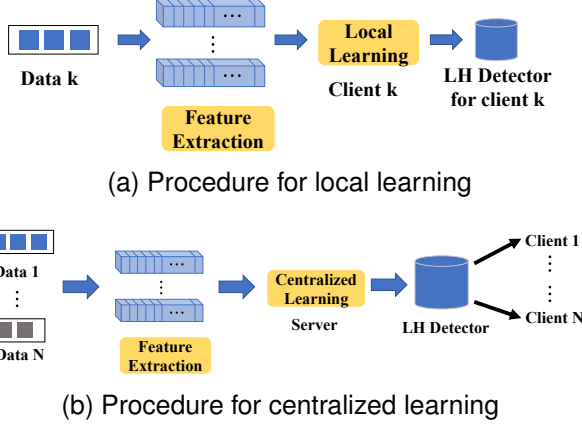 Data k
Feature
Extraction
Local
Learning
Client k
LH Detector
for client k
(a) Procedure for local learning
Data 1
Data N
Feature
Extraction
Centralized
Learning
Server
LH Detector
Client 1
Client N
(b) Procedure for centralized learning